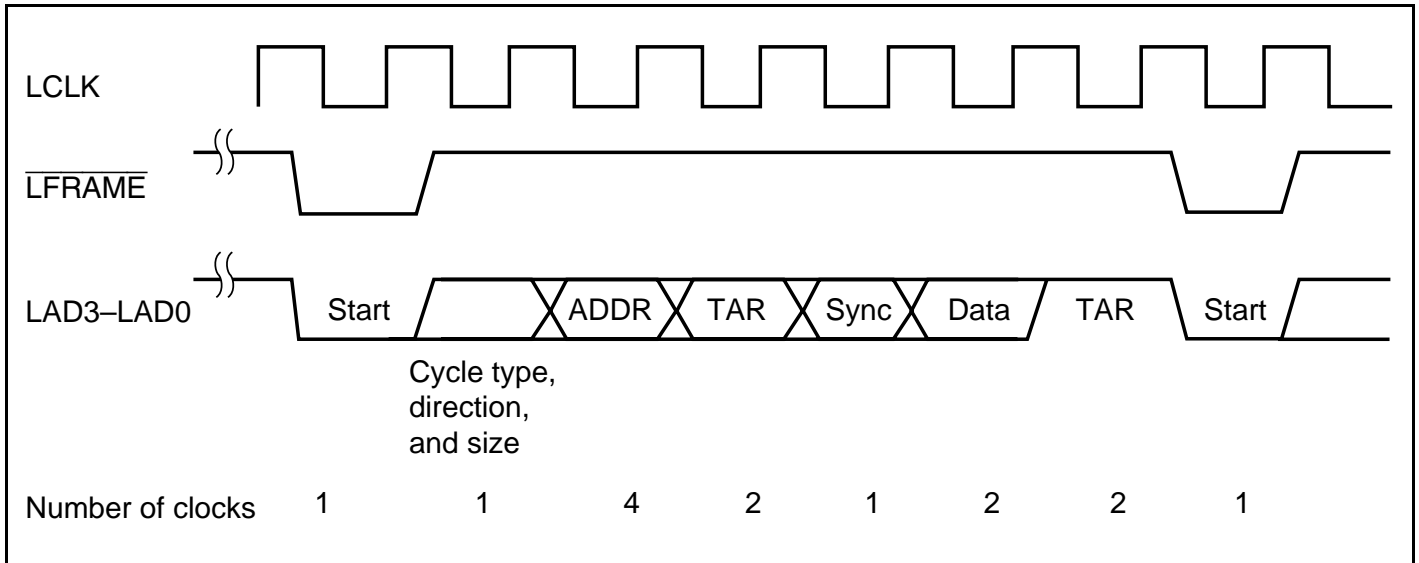 LCLK
LFRAME
LAD3–LAD0
Start
ADDR
TAR
Sync
Data
TAR
Start
Cycle type,
direction,
and size
Number of clocks 1 1 4 2 1 2 2 1